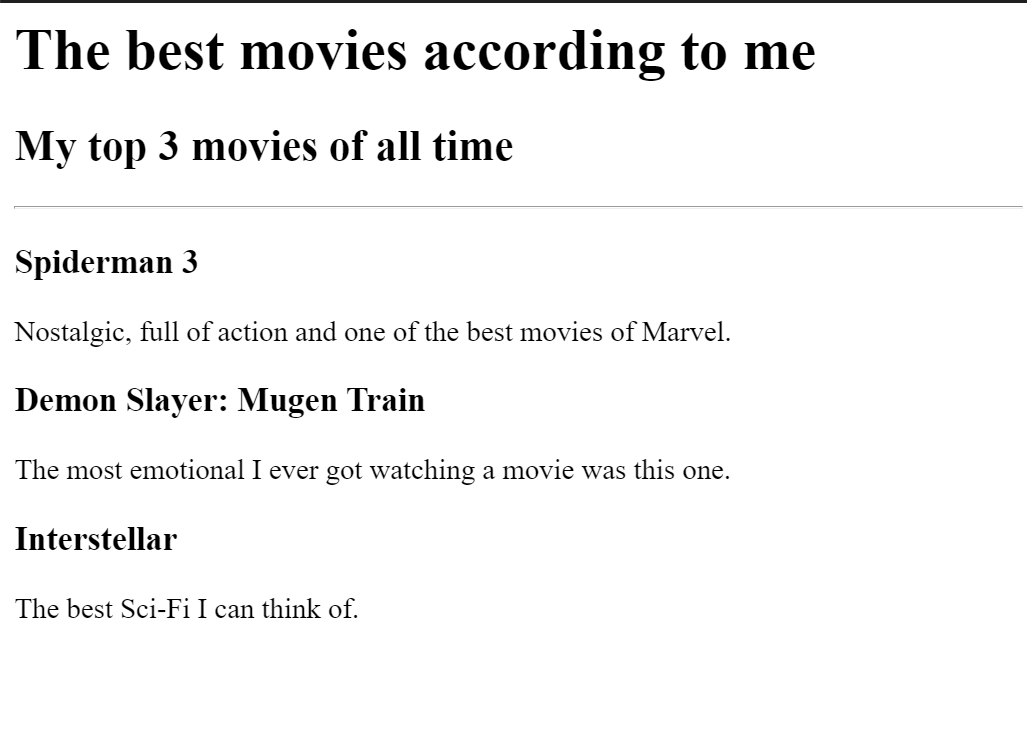 The best movies according to me
My top 3 movies of all time
Spiderman 3
Nostalgic, full of action and one of the best movies of Marvel.
Demon Slayer: Mugen Train
The most emotional I ever got watching a movie was this one.
Interstellar
The best Sci-Fi I can think of.